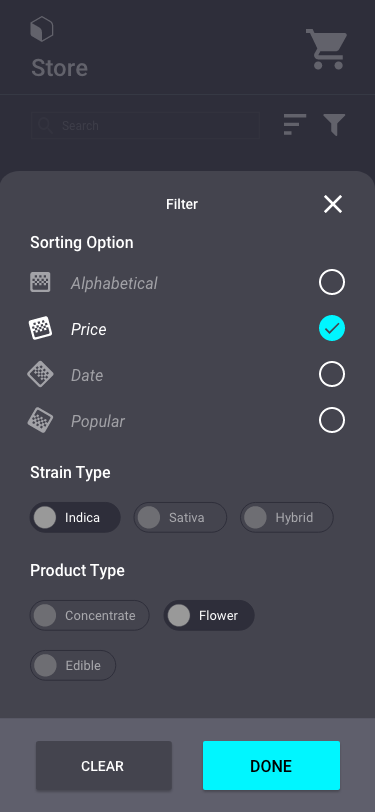 Store
Search
Filter
Sorting Option
Alphabetical
Price
Date
Popular
Strain Type
Indica Sativa Hybrid
Product Type
Concentrate Flower
Edible
CLEAR DONE